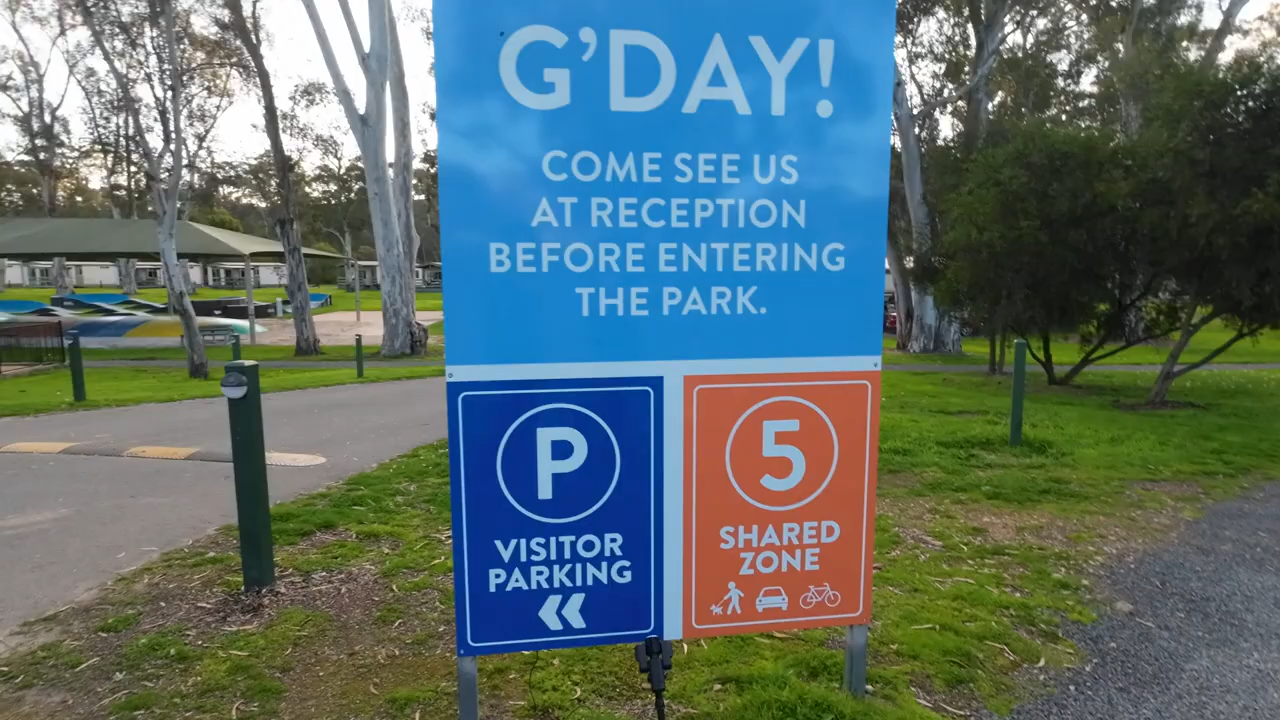 G'DAY!
COME SEE US
AT RECEPTION
BEFORE ENTERING
THE PARK.
P
VISITOR
PARKING
5
SHARED
ZONE